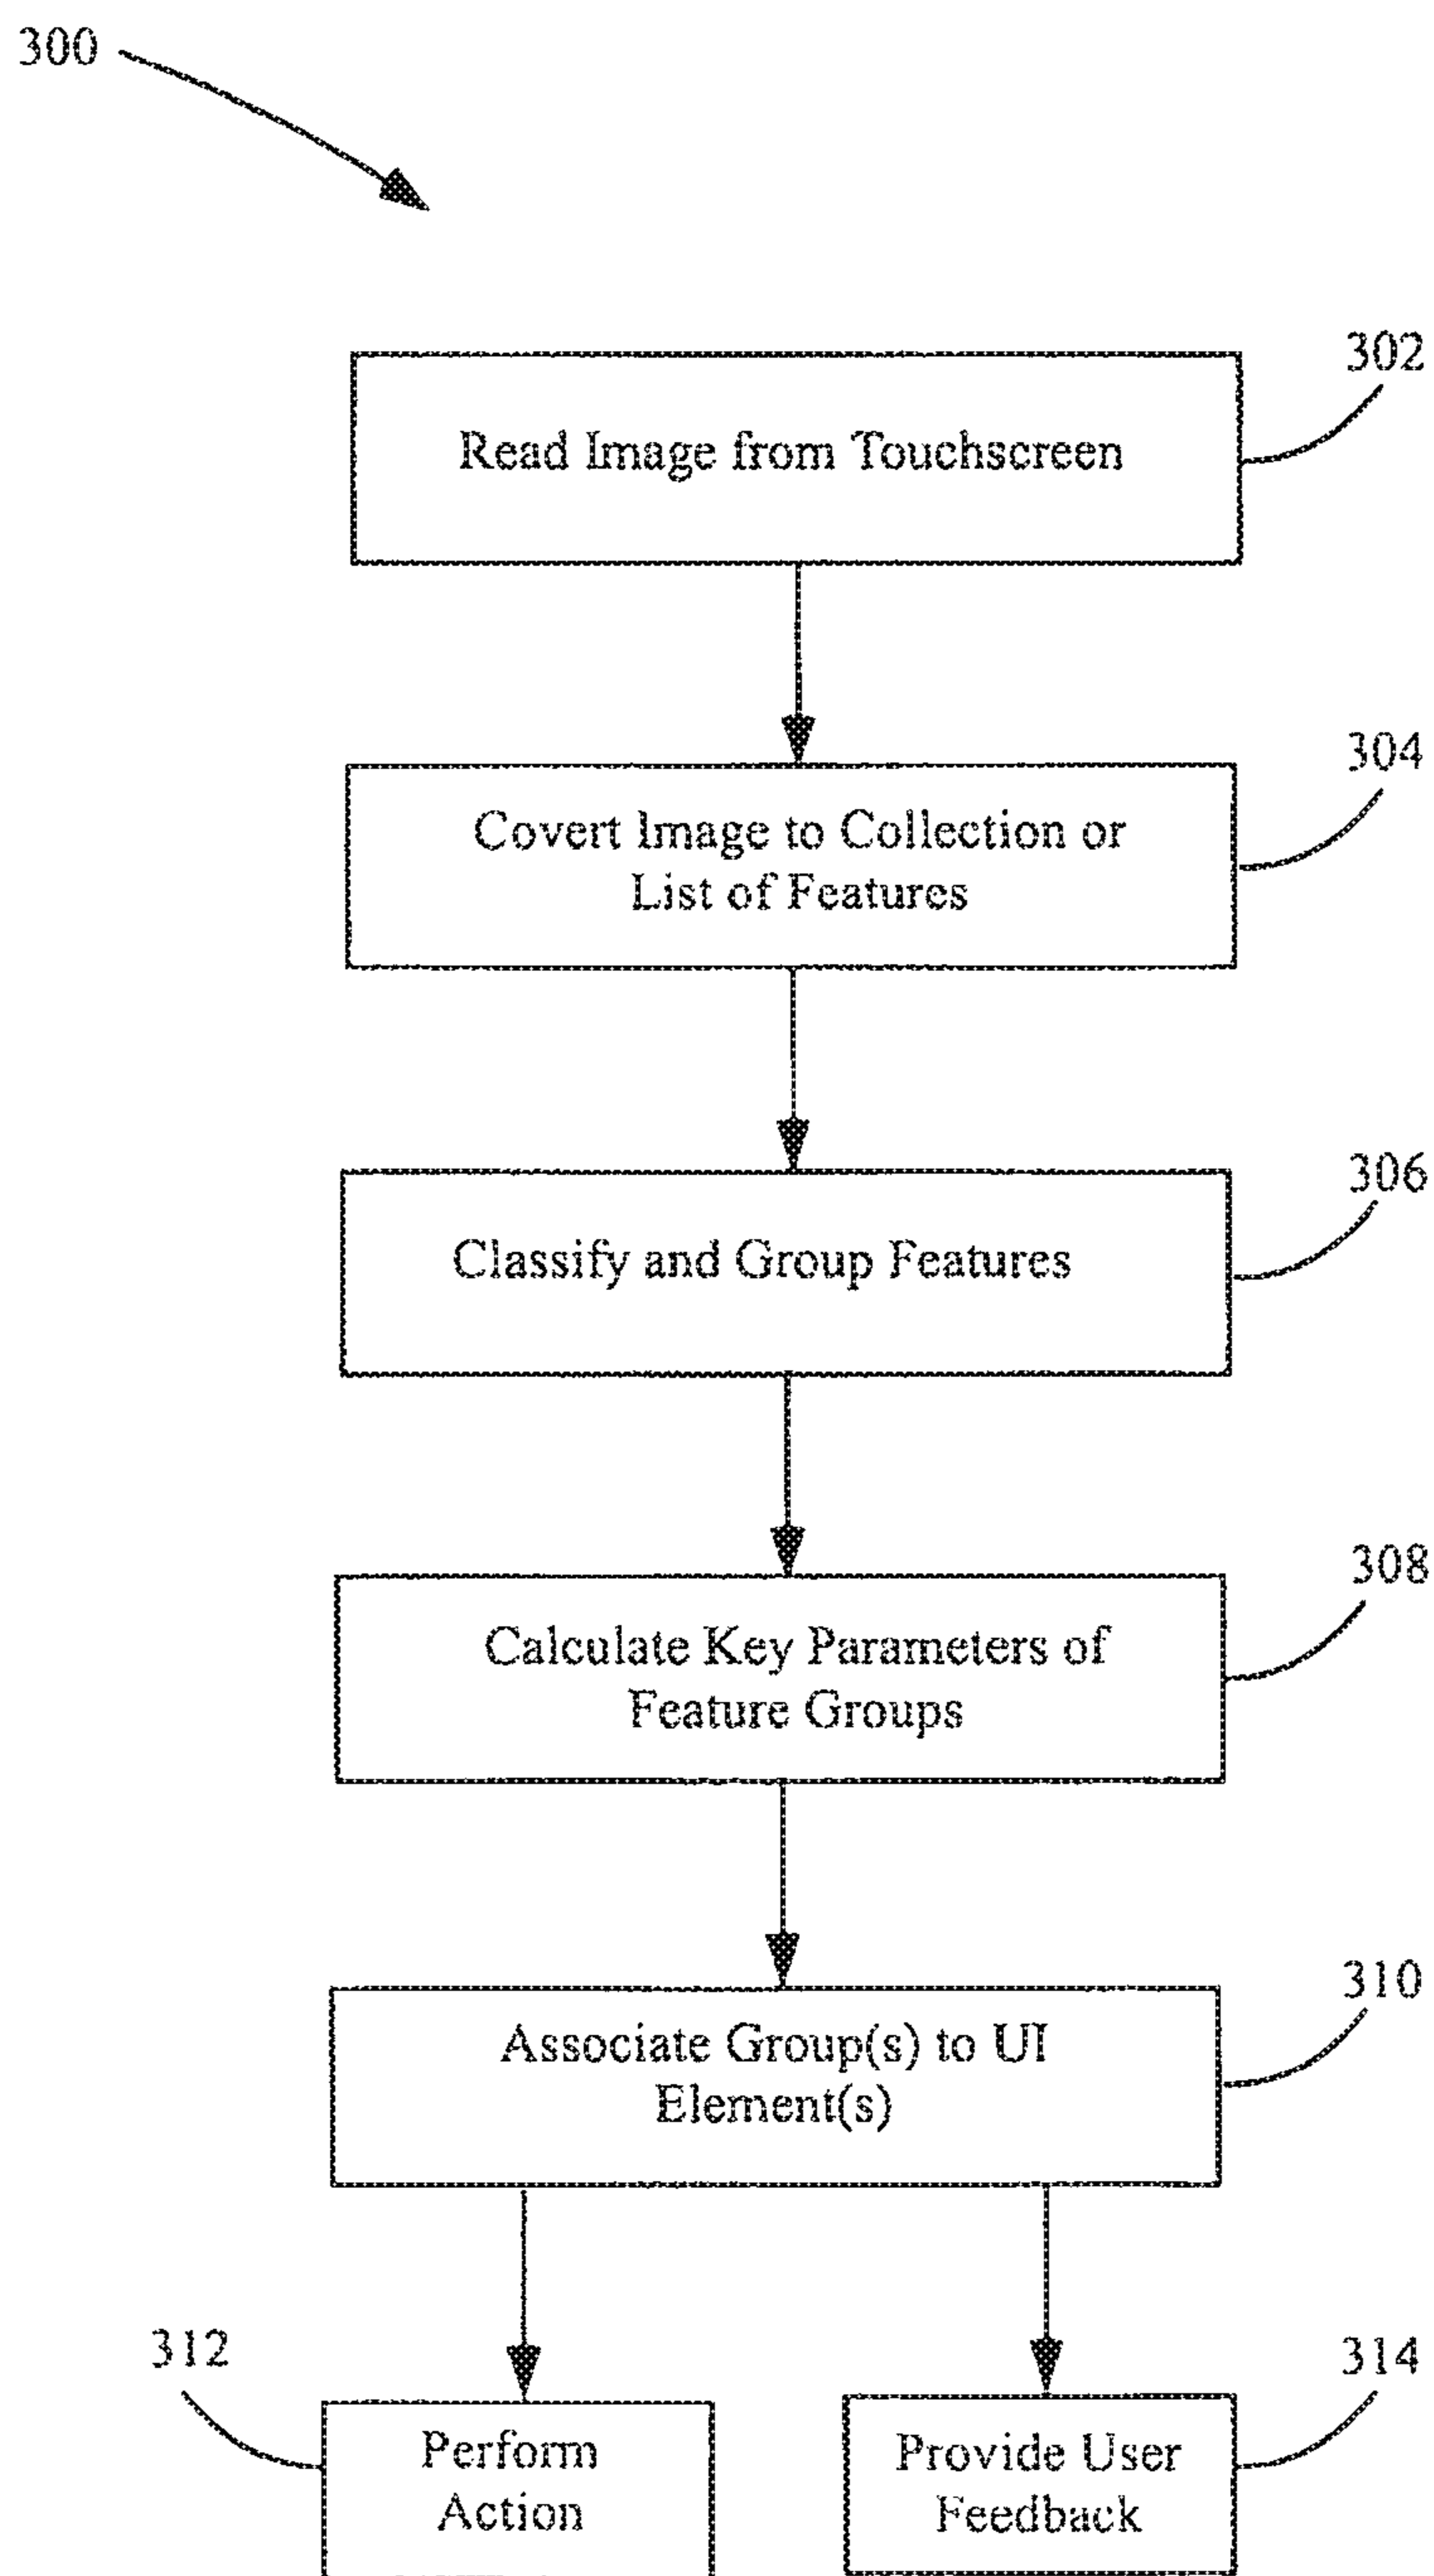 300
302
Read Image from Touchscreen
304
Covert Image to Collection or
List of Features
306
Classify and Group Features
308
Calculate Key Parameters of
Feature Groups
310
Associate Group(s) to UI
Element(s)
312
314
Perform
Action
Provide User
Feedback